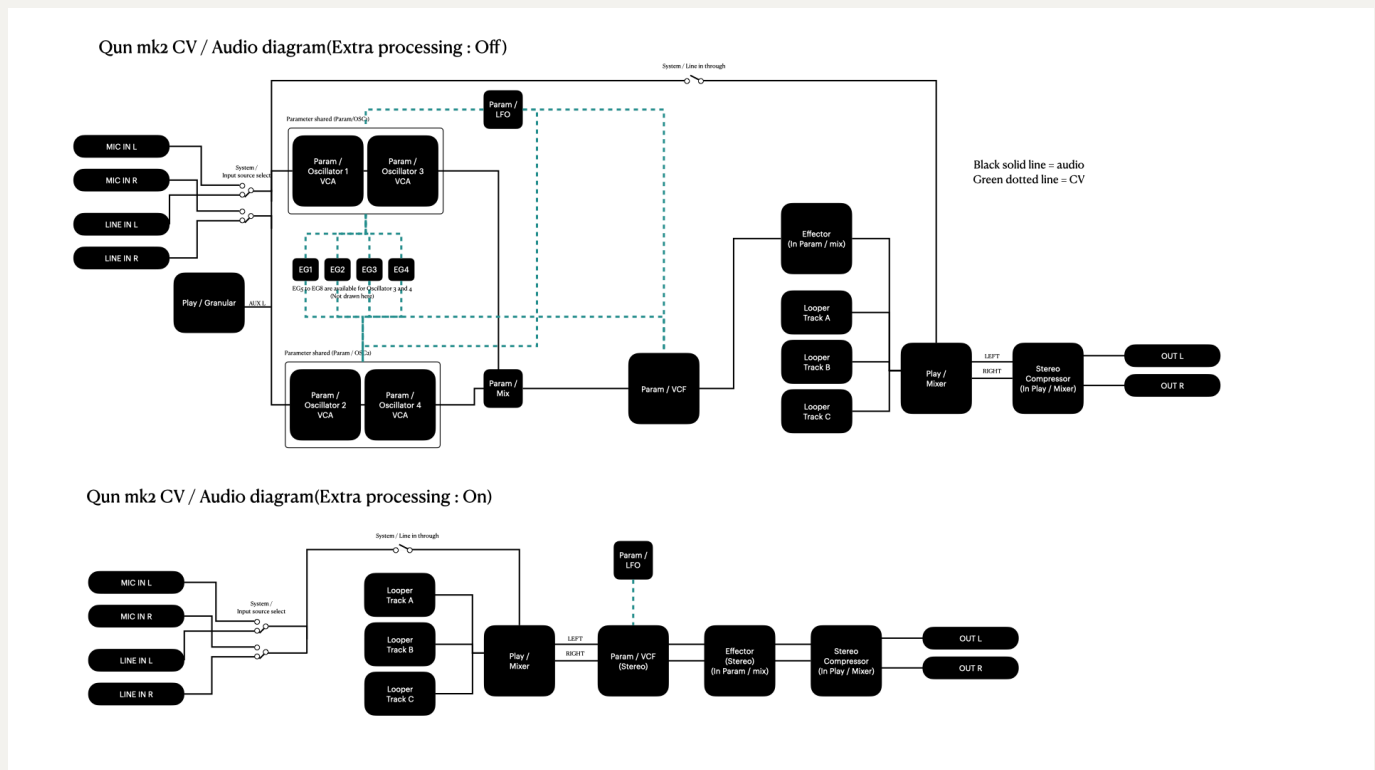 Qun mk2 CV / Audio diagram(Extra processing : Off)
System / Line in through
Param /
LFO
Parameter shared (Param/OSC1)
MIC IN L
MIC IN R
LINE IN L
LINE IN R
System /
Input source select
Param /
Oscillator 1
VCA
Param /
Oscillator 3
VCA
Black solid line = audio
Green dotted line = CV
Effector
(In Param / mix)
EG1
EG2
EG3
EG4
EG5 to EG8 are available for Oscillator 3 and 4
(Not drawn here)
Play / Granular
AUX L
Looper
Track A
Looper
Track B
Looper
Track C
Parameter shared (Param / OSC2)
Param /
Oscillator 2
VCA
Param /
Oscillator 4
VCA
Param /
Mix
Param / VCF
Play /
Mixer
LEFT
RIGHT
Stereo
Compressor
(In Play / Mixer)
OUT L
OUT R
Qun mk2 CV / Audio diagram(Extra processing : On)
System / Line in through
MIC IN L
MIC IN R
LINE IN L
LINE IN R
System /
Input source select
Looper
Track A
Looper
Track B
Looper
Track C
Param /
LFO
Play /
Mixer
LEFT
RIGHT
Param / VCF
(Stereo)
Effector
(Stereo)
(In Param / mix)
Stereo
Compressor
(In Play / Mixer)
OUT L
OUT R